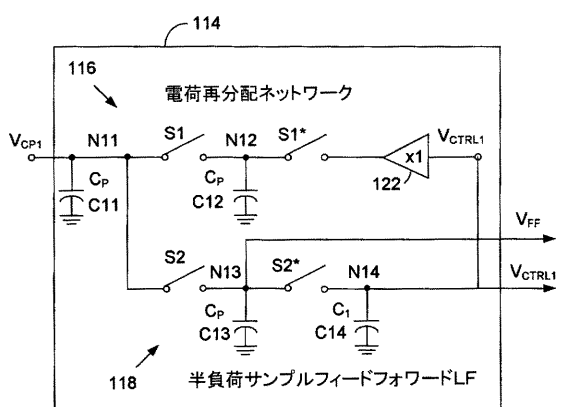 114
116
電荷再分配ネットワーク
VCP1
N11
S1
N12
S1*
x1
VCTRL1
122
CP
C11
CP
C12
VFF
S2
N13
S2*
N14
VCTRL1
CP
C13
C1
C14
118
半負荷サンプルフィードフォワードLF